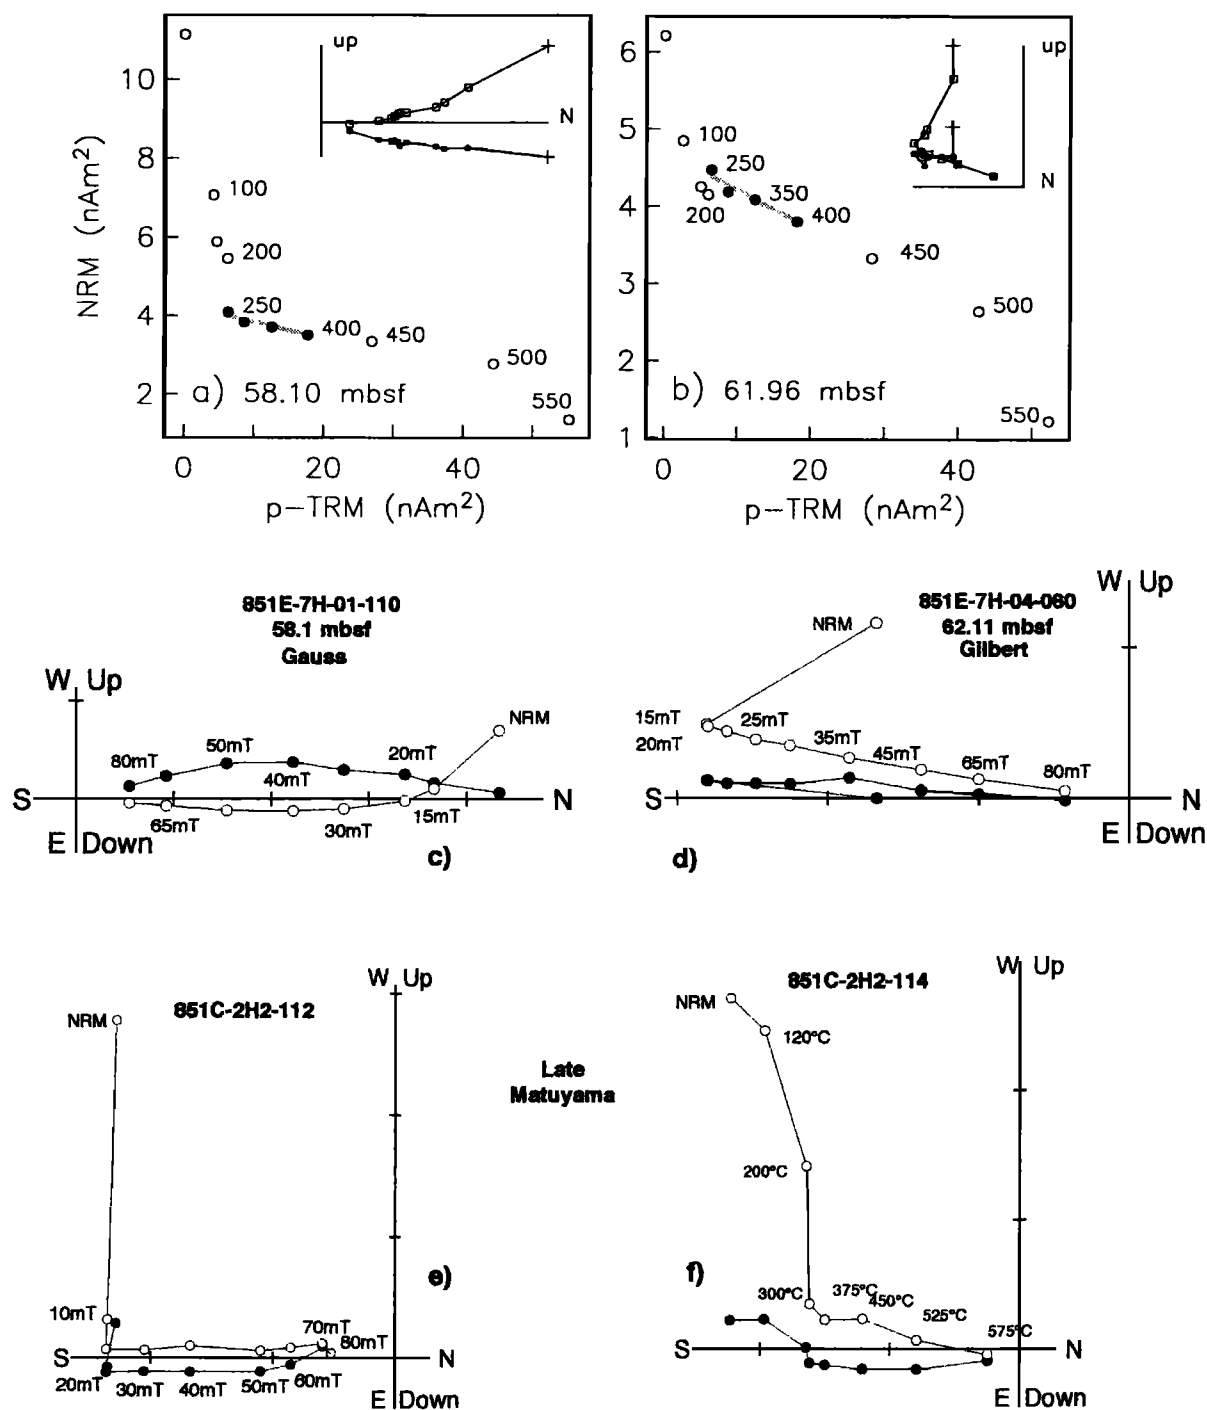 up
N
10
8
6
4
2
100
200
250
400
450
500
550
a) 58.10 mbsf
NRM (nAm²)
0
20
40
p-TRM (nAm²)
up
N
6
5
4
3
2
1
100
250
200
350
400
450
500
550
b) 61.96 mbsf
0
20
40
p-TRM (nAm²)
851E-7H-01-110
58.1 mbsf
Gauss
W Up
NRM
80mT
50mT
40mT
20mT
S
N
65mT
30mT
15mT
E Down
c)
W Up
851E-7H-04-060
62.11 mbsf
Gilbert
NRM
15mT
20mT
25mT
35mT
45mT
65mT
80mT
S
N
E Down
d)
W Up
851C-2H2-112
NRM
e)
10mT
70mT
80mT
S
N
20mT
30mT
40mT
50mT
60mT
E Down
Late
Matuyama
W Up
851C-2H2-114
NRM
120°C
200°C
f)
300°C
375°C
450°C
525°C
575°C
S
N
E Down